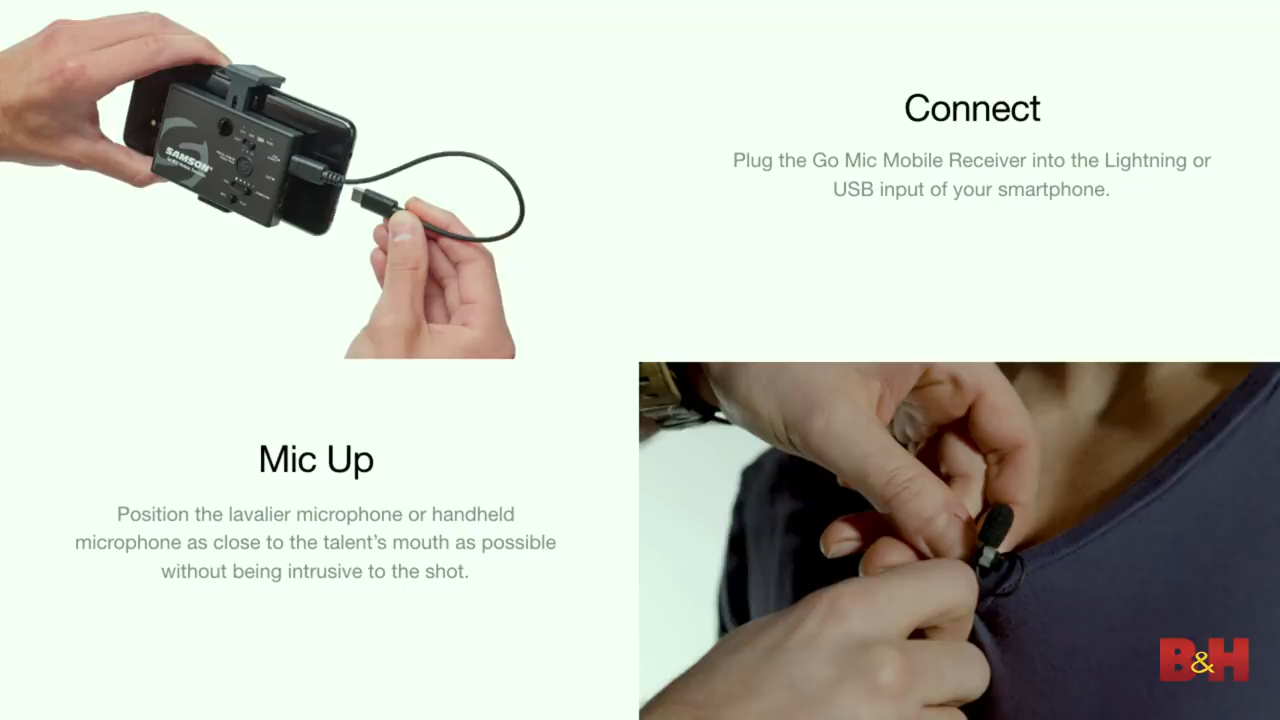 SAMSON
Connect
Plug the Go Mic Mobile Receiver into the Lightning or
USB input of your smartphone.
Mic Up
Position the lavalier microphone or handheld
microphone as close to the talent’s mouth as possible
without being intrusive to the shot.
B&H